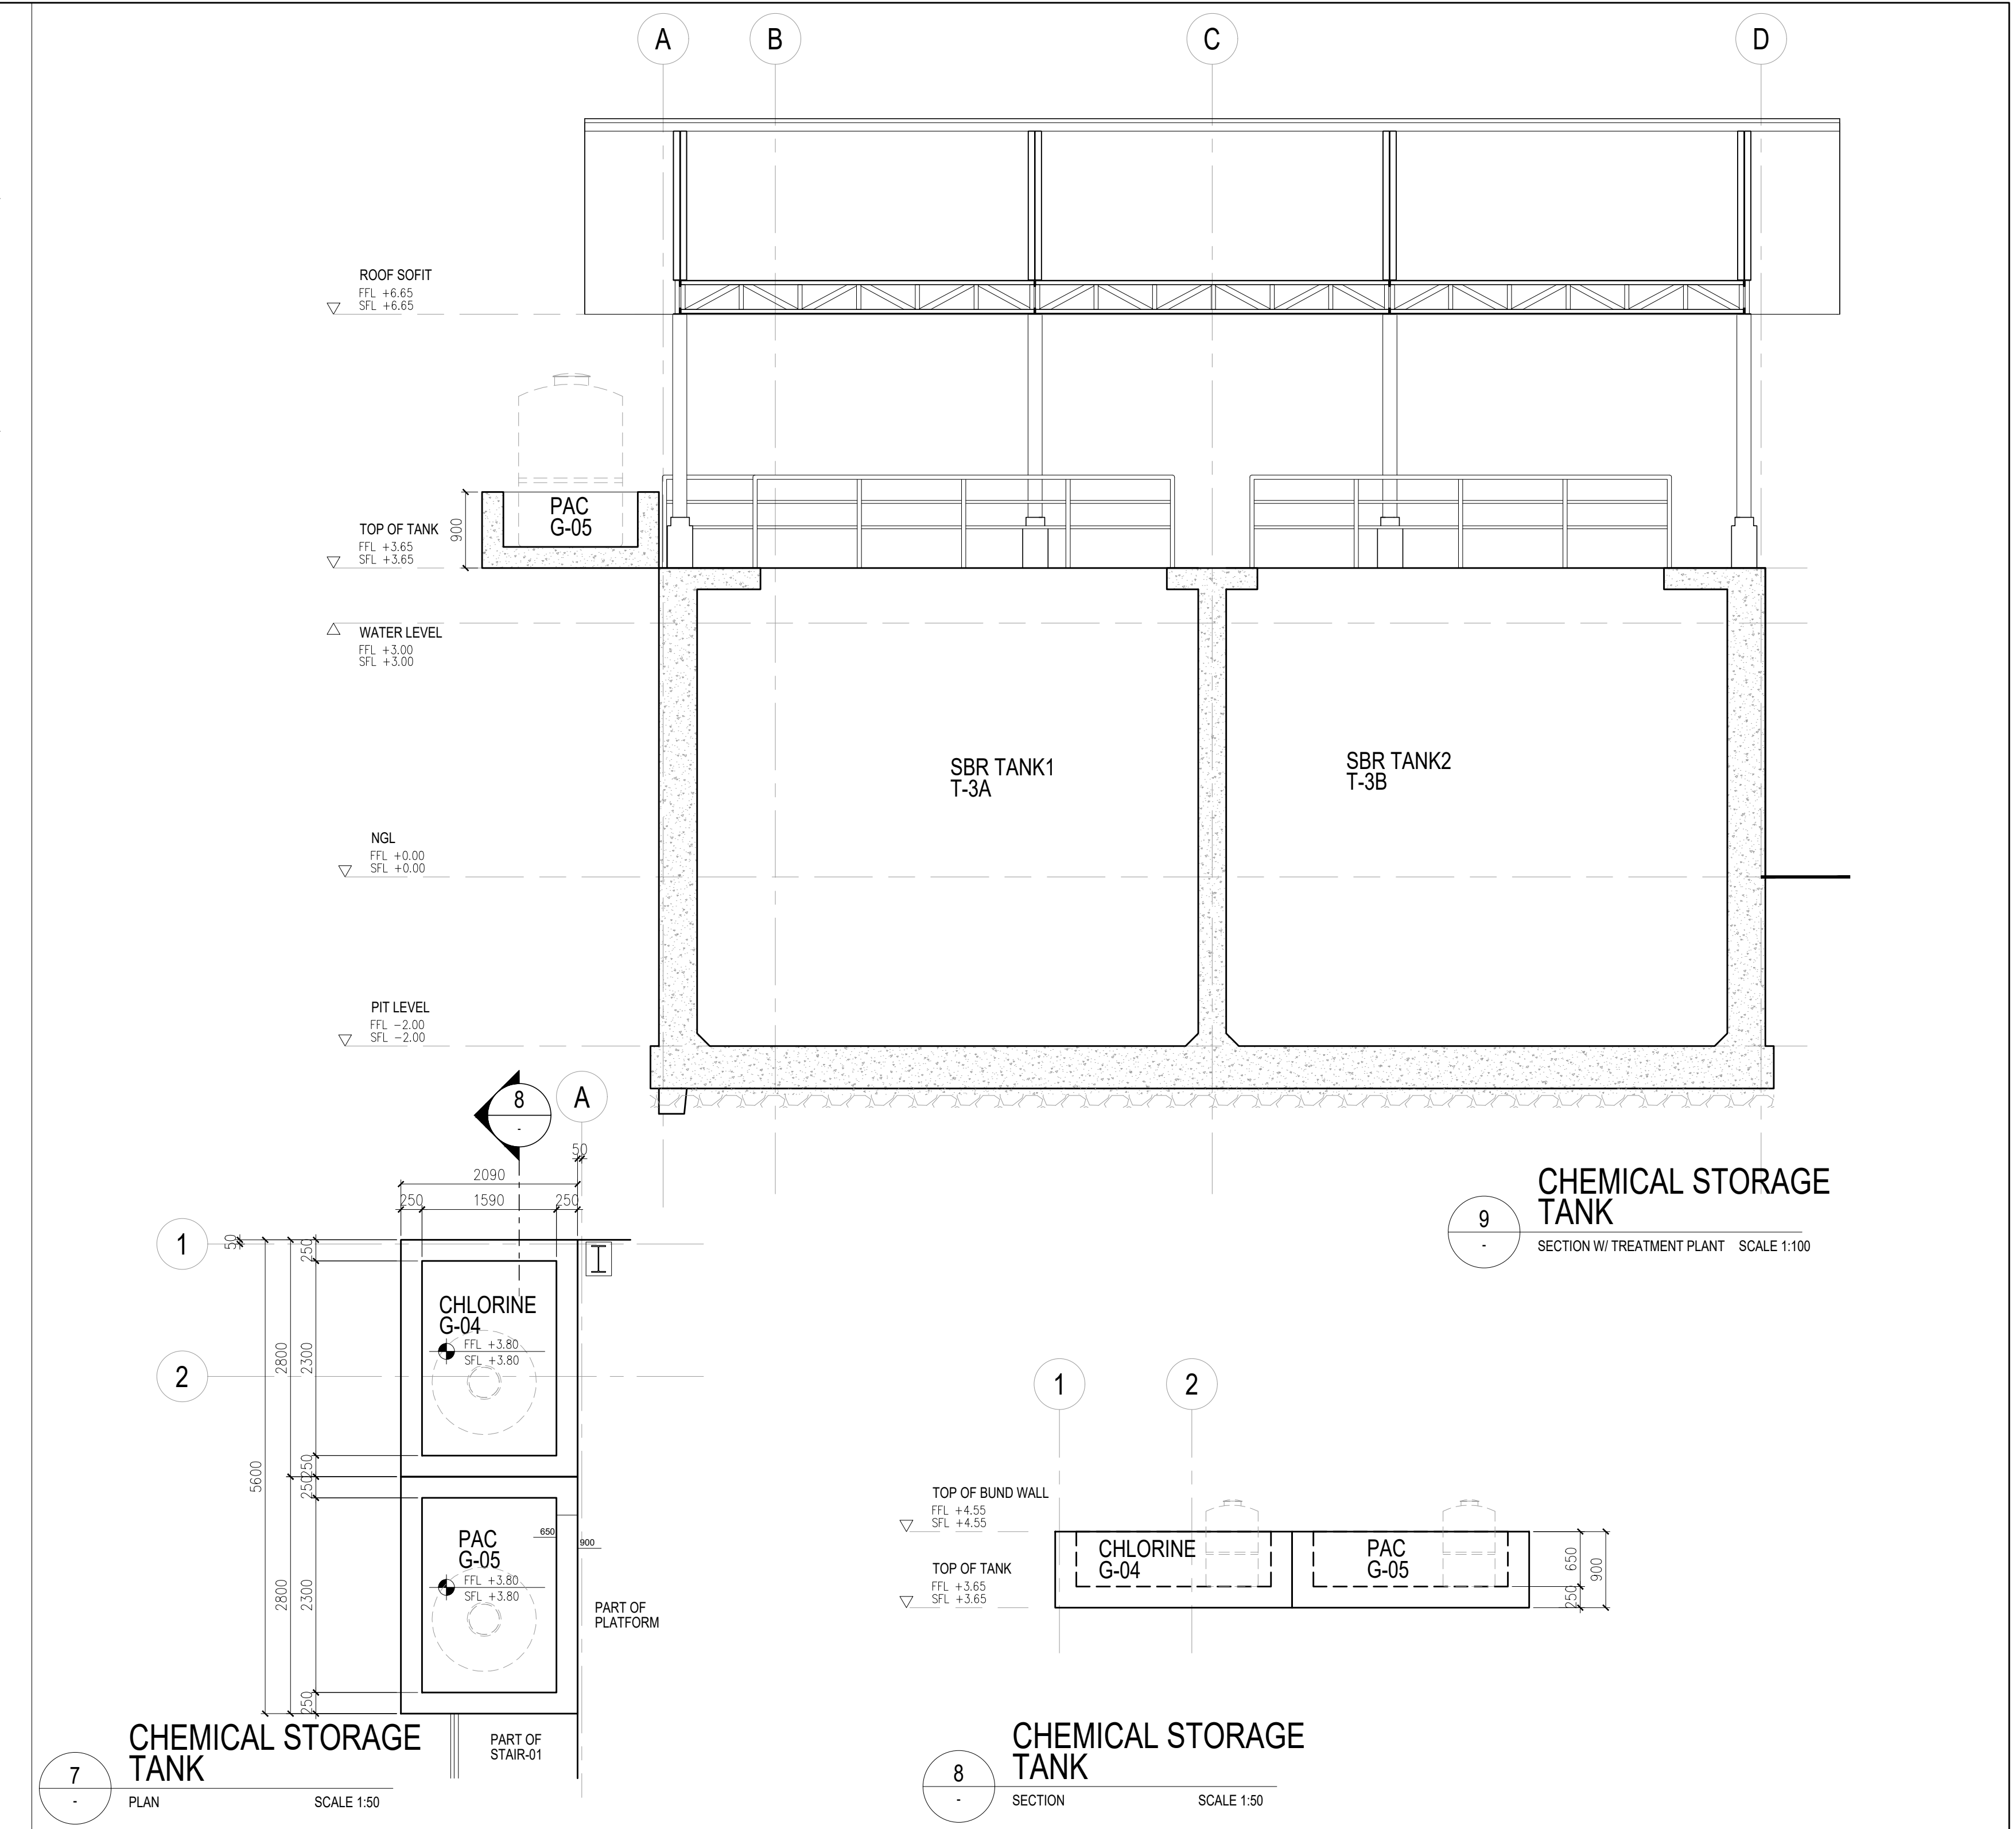 A
B
C
D
ROOF SOFIT
FFL +6.65
SFL +6.65
PAC
G-05
900
TOP OF TANK
FFL +3.65
SFL +3.65
WATER LEVEL
FFL +3.00
SFL +3.00
SBR TANK1
T-3A
SBR TANK2
T-3B
NGL
FFL +0.00
SFL +0.00
PIT LEVEL
FFL -2.00
SFL -2.00
9
-
CHEMICAL STORAGE
TANK
SECTION W/ TREATMENT PLANT SCALE 1:100
8
-
A
50
2090
250
1590
250
1
50
250
CHLORINE
G-04
FFL +3.80
SFL +3.80
2800
2300
2
5600
250
250
PAC
G-05
650
900
FFL +3.80
SFL +3.80
2800
2300
PART OF
PLATFORM
250
PART OF
STAIR-01
7
-
CHEMICAL STORAGE
TANK
PLAN SCALE 1:50
1
2
TOP OF BUND WALL
FFL +4.55
SFL +4.55
CHLORINE
G-04
PAC
G-05
650
900
250
TOP OF TANK
FFL +3.65
SFL +3.65
8
-
CHEMICAL STORAGE
TANK
SECTION SCALE 1:50